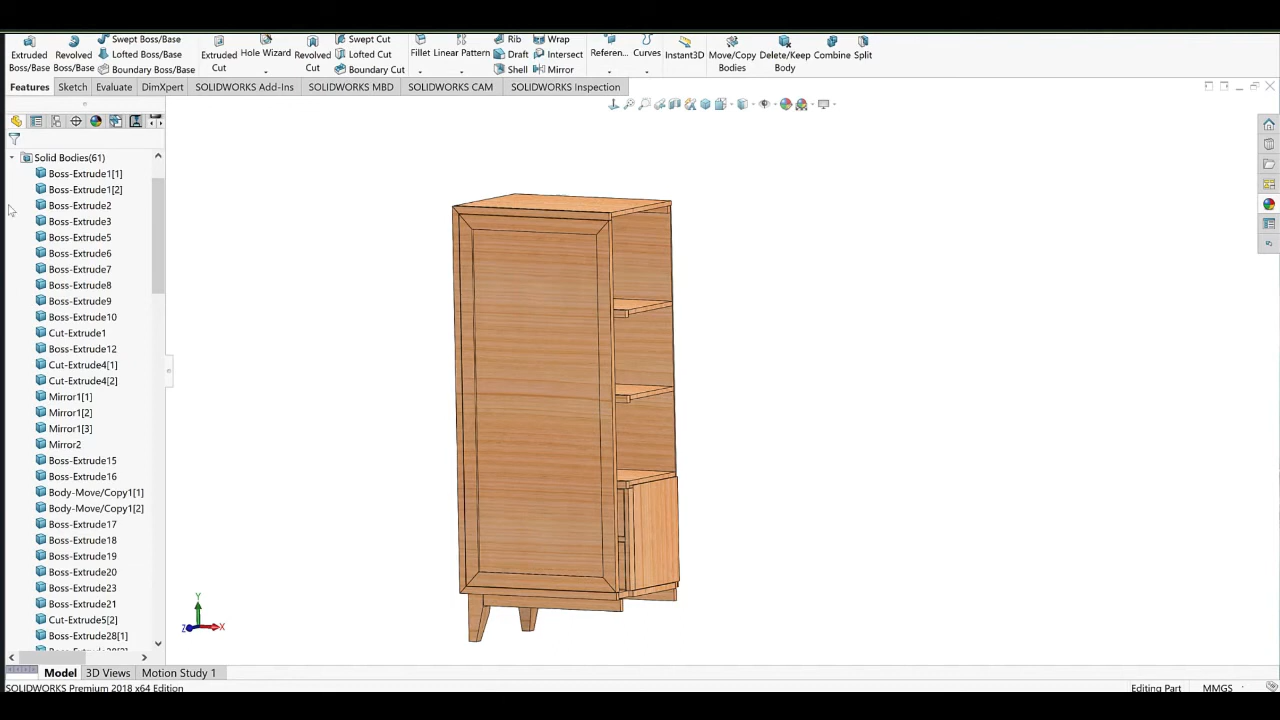 Swept Boss/Base
Rib
Wrap
Swept Cut
Extruded Boss/Base
Revolved Boss/Base
Lofted Boss/Base
Boundary Boss/Base
Extruded Cut
Hole Wizard
Revolved Cut
Lofted Cut
Boundary Cut
Fillet
Linear Pattern
Draft
Shell
Intersect
Mirror
Referen...
Curves
Instant3D
Move/Copy Bodies
Delete/Keep Body
Combine
Split
Features
Sketch
Evaluate
DimXpert
SOLIDWORKS Add-Ins
SOLIDWORKS MBD
SOLIDWORKS CAM
SOLIDWORKS Inspection
Solid Bodies(61)
Boss-Extrude1[1]
Boss-Extrude1[2]
Boss-Extrude2
Boss-Extrude3
Boss-Extrude5
Boss-Extrude6
Boss-Extrude7
Boss-Extrude8
Boss-Extrude9
Boss-Extrude10
Cut-Extrude1
Boss-Extrude12
Cut-Extrude4[1]
Cut-Extrude4[2]
Mirror1[1]
Mirror1[2]
Mirror1[3]
Mirror2
Boss-Extrude15
Boss-Extrude16
Body-Move/Copy1[1]
Body-Move/Copy1[2]
Boss-Extrude17
Boss-Extrude18
Boss-Extrude19
Boss-Extrude20
Boss-Extrude23
Boss-Extrude21
Cut-Extrude5[2]
Boss-Extrude28[1]
Y
Z
X
Model
3D Views
Motion Study 1
SOLIDWORKS Premium 2018 x64 Edition
Editing Part
MMGS